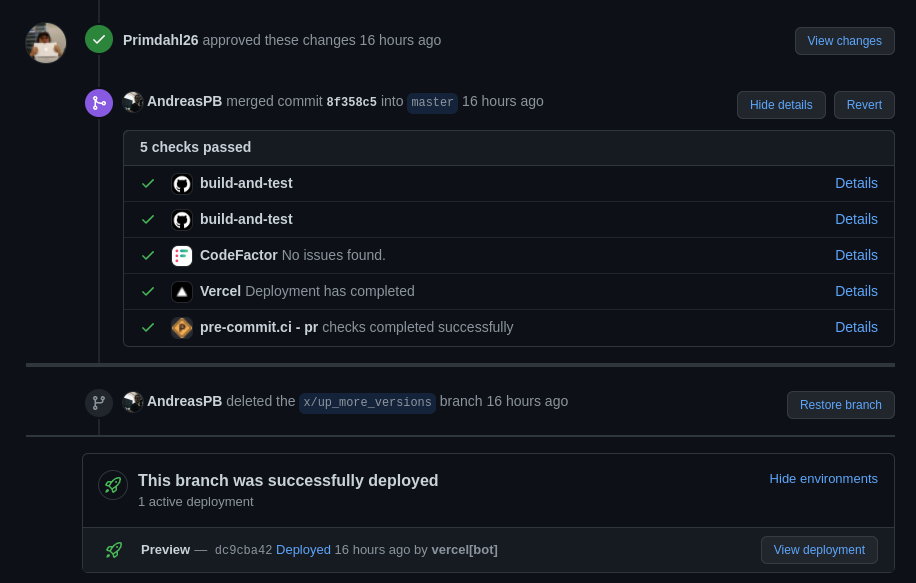 Primdahl26 approved these changes 16 hours ago
View changes
AndreasPB merged commit 8f358c5 into master 16 hours ago
Hide details
Revert
5 checks passed
build-and-test
Details
build-and-test
Details
CodeFactor No issues found.
Details
Vercel Deployment has completed
Details
pre-commit.ci - pr checks completed successfully
Details
AndreasPB deleted the x/up_more_versions branch 16 hours ago
Restore branch
This branch was successfully deployed
Hide environments
1 active deployment
Preview — dc9cba42 Deployed 16 hours ago by vercel[bot]
View deployment